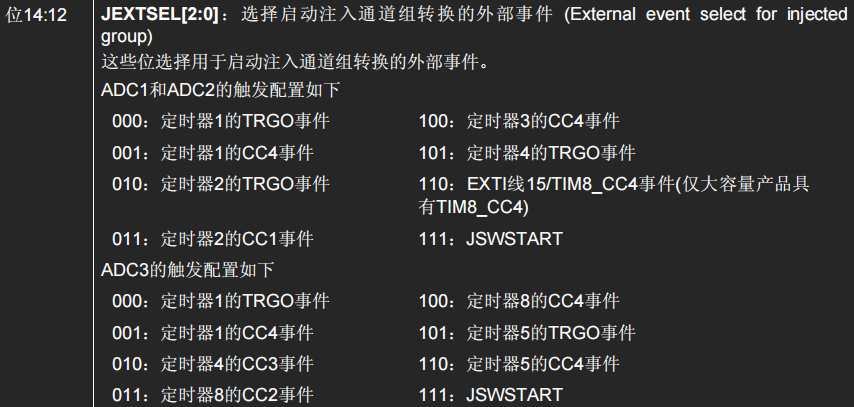 位14:12 JEXTSEL[2:0]：选择启动注入通道组转换的外部事件 (External event select for injected
group)
这些位选择用于启动注入通道组转换的外部事件。
ADC1和ADC2的触发配置如下
000：定时器1的TRGO事件 100：定时器3的CC4事件
001：定时器1的CC4事件 101：定时器4的TRGO事件
010：定时器2的TRGO事件 110：EXTI线15/TIM8_CC4事件(仅大容量产品具
有TIM8_CC4)
011：定时器2的CC1事件 111：JSWSTART
ADC3的触发配置如下
000：定时器1的TRGO事件 100：定时器8的CC4事件
001：定时器1的CC4事件 101：定时器5的TRGO事件
010：定时器4的CC3事件 110：定时器5的CC4事件
011：定时器8的CC2事件 111：JSWSTART